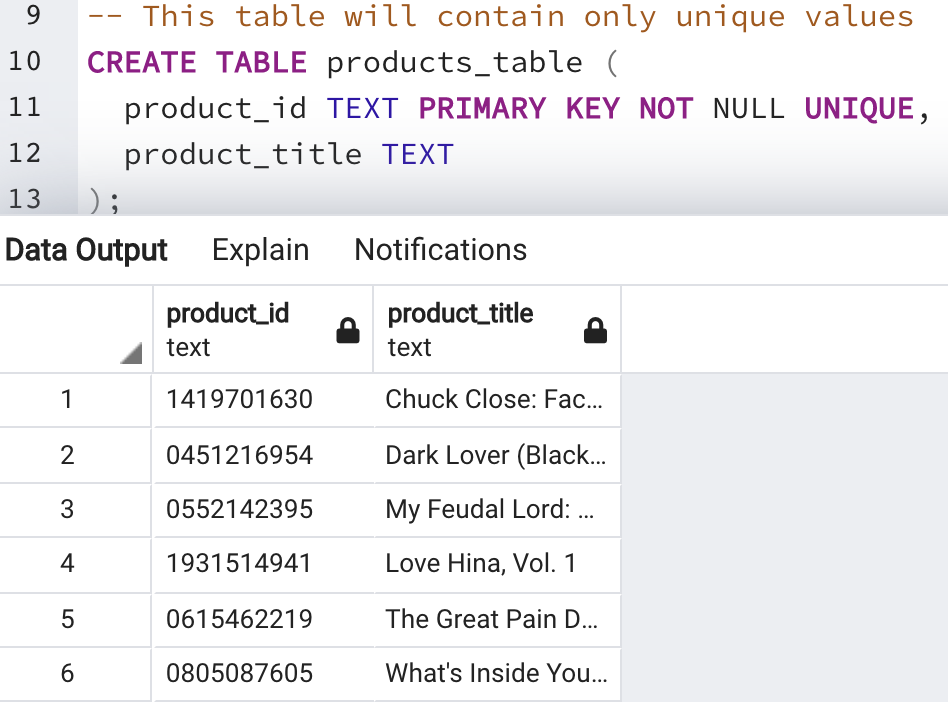 9 -- This table will contain only unique values
10 CREATE TABLE products_table (
11 product_id TEXT PRIMARY KEY NOT NULL UNIQUE,
12 product_title TEXT
13 );
Data Output Explain Notifications
product_id product_title
text text
1 1419701630 Chuck Close: Fac...
2 0451216954 Dark Lover (Black...
3 0552142395 My Feudal Lord: ...
4 1931514941 Love Hina, Vol. 1
5 0615462219 The Great Pain D...
6 0805087605 What's Inside You...